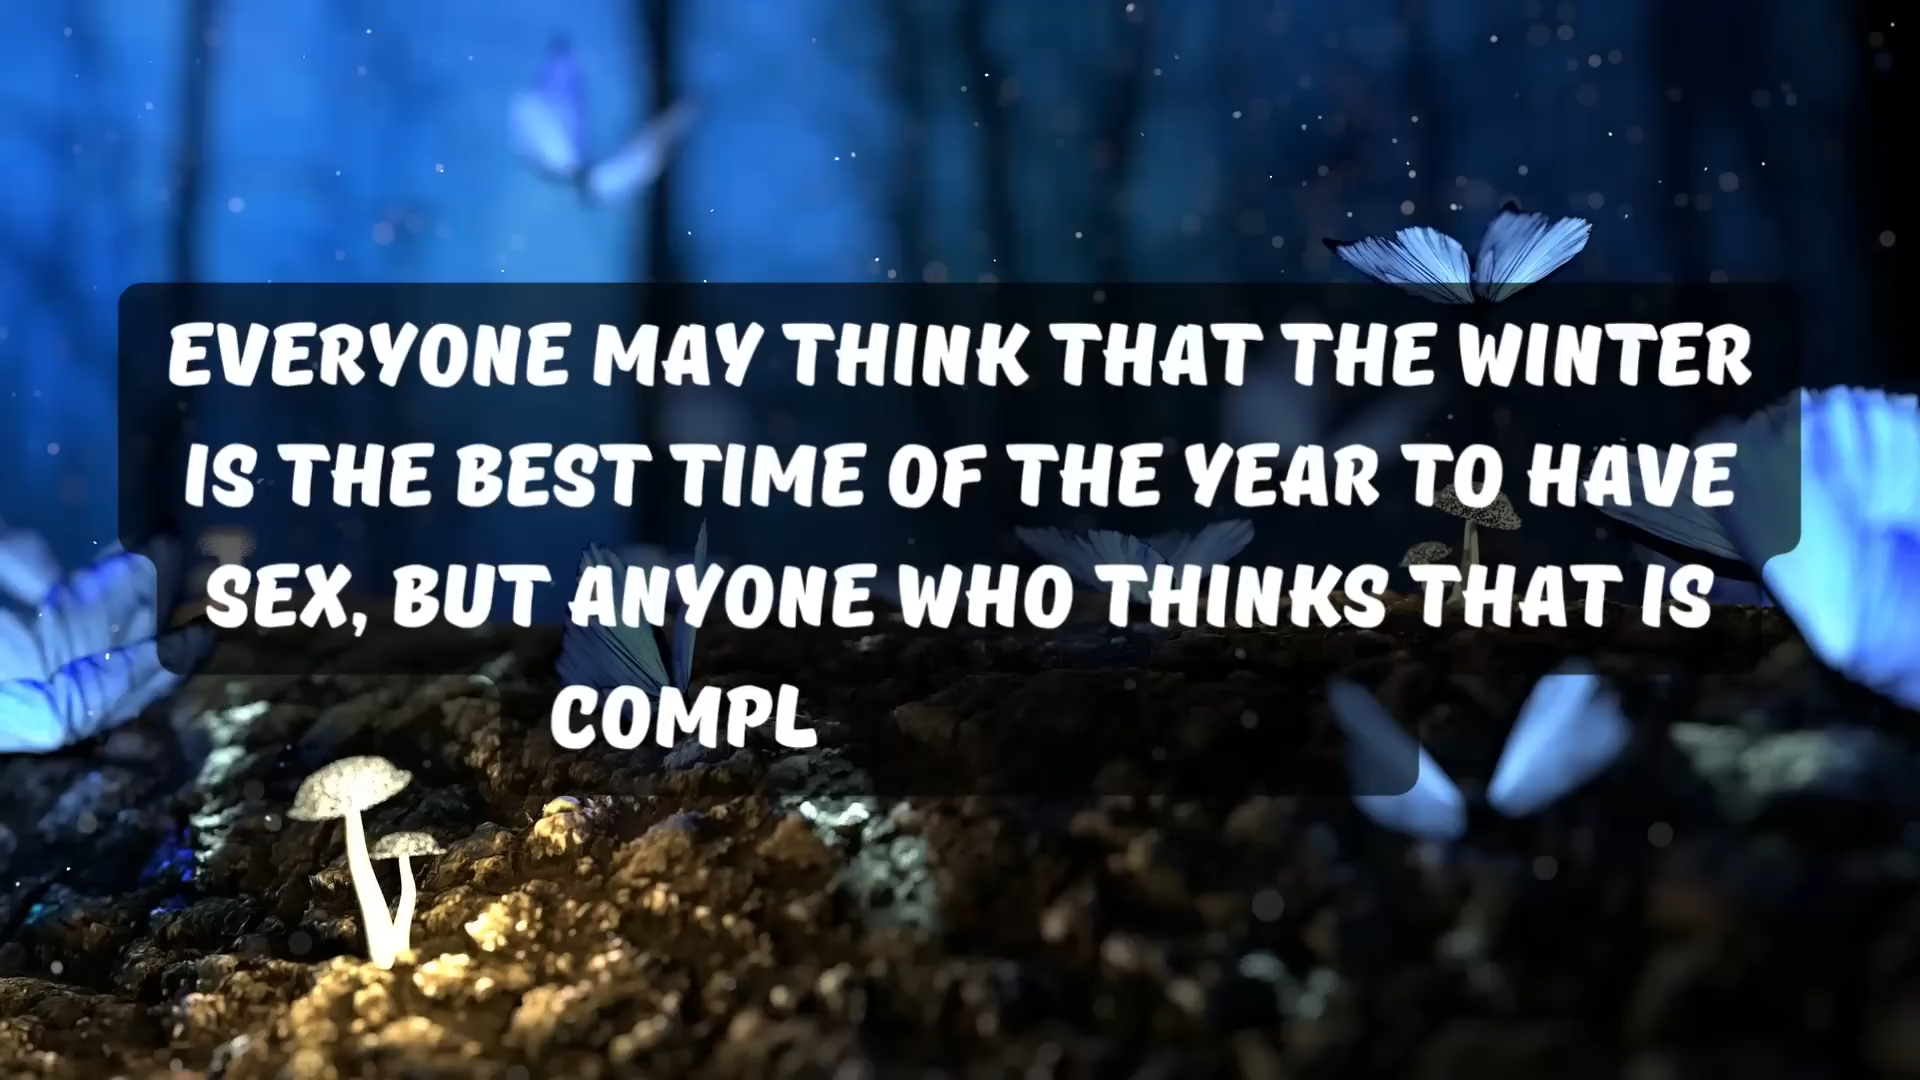 EVERYONE MAY THINK THAT THE WINTER
IS THE BEST TIME OF THE YEAR TO HAVE
SEX, BUT ANYONE WHO THINKS THAT IS
COMPL